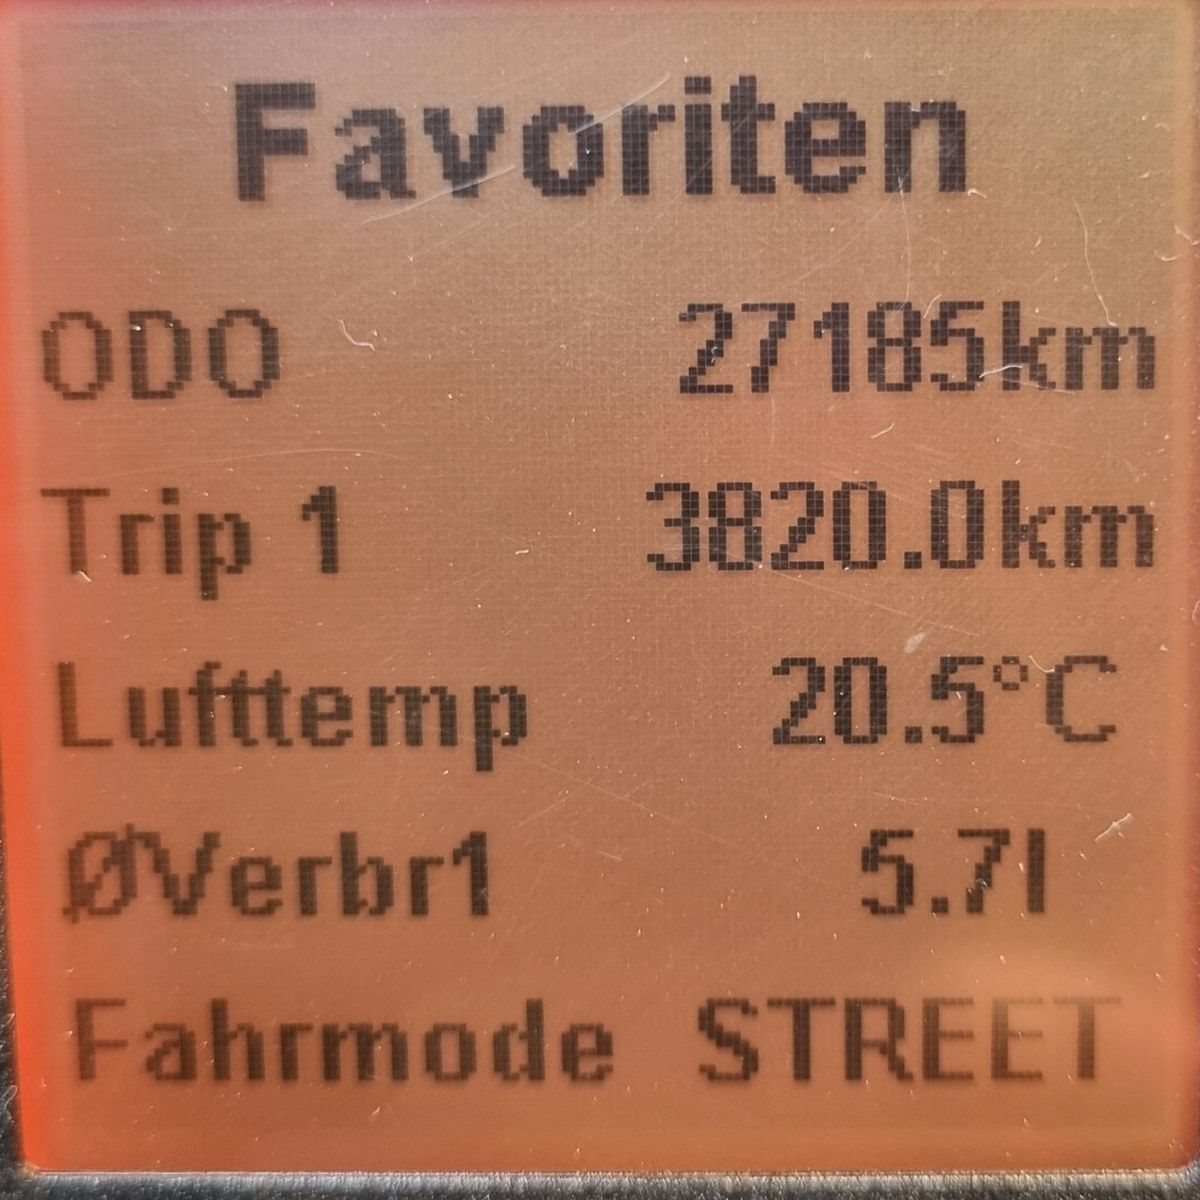 Favoriten
ODO 27185km
Trip 1 3820.0km
Lufttemp 20.5°C
ØVerbr1 5.7l
Fahrmode STREET